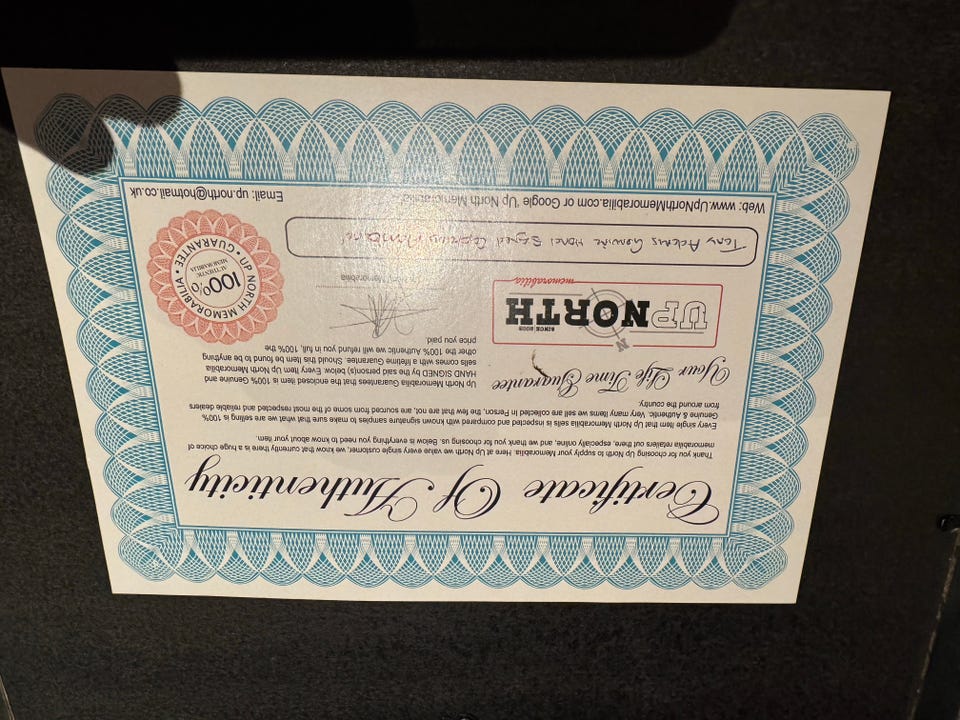 Certificate Of Authenticity
Thank you for choosing Up North to supply your Memorabilia. Here at Up North we value every single customer, we know that currently there is a huge choice of
memorabilia retailers out there, especially online, and we thank you for choosing us. Below is everything you need to know about your item.
Every single Item that Up North Memorabilia sells is inspected and compared with known signature samples to make sure that what we are selling is 100%
Genuine & Authentic. Very many Items we sell are collected in Person, the few that are not, are sourced from some of the most respected and reliable dealers
from around the country.
Your Life Time Guarantee
Up North Memorabilia Guarantees that the enclosed item is 100% Genuine and
HAND SIGNED by the said person(s) below. Every Item Up North Memorabilia
sells comes with a lifetime Guarantee. Should this Item be found to be anything
other the 100% Authentic we will refund you in full, 100% the
price you paid.
N
UPNORTH
SINCE 2003
memorabilia
Up North Memorabilia
UP NORTH MEMORABILIA • GUARANTEE •
100%
AUTHENTIC
MEMORABILIA
Tony Adams Genuine Hand Signed Captains Armband
Web: www.UpNorthMemorabilia.com or Google 'Up North Memorabilia'
Email: up.north@hotmail.co.uk